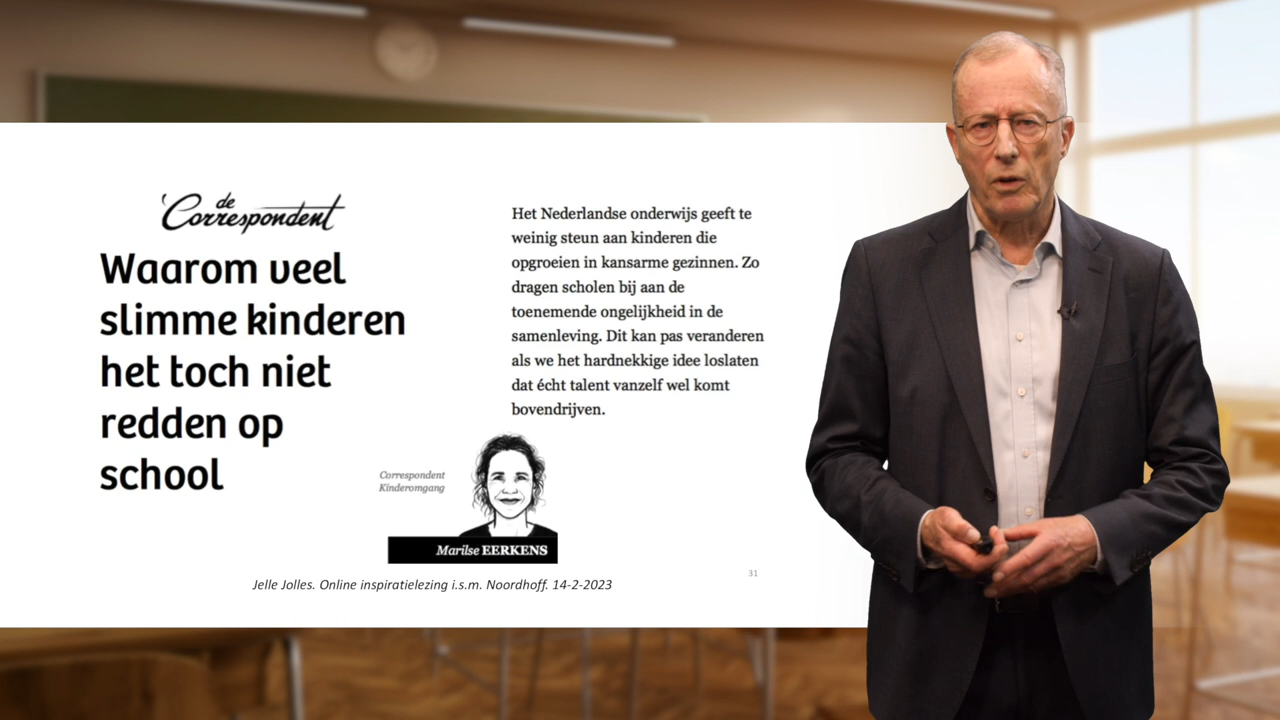 de
Correspondent
Waarom veel
slimme kinderen
het toch niet
redden op
school
Het Nederlandse onderwijs geeft te
weinig steun aan kinderen die
opgroeien in kansarme gezinnen. Zo
dragen scholen bij aan de
toenemende ongelijkheid in de
samenleving. Dit kan pas veranderen
als we het hardnekkige idee loslaten
dat écht talent vanzelf wel komt
bovendrijven.
Correspondent
Kinderomgang
Marilse EERKENS
Jelle Jolles. Online inspiratielezing i.s.m. Noordhoff. 14-2-2023
31